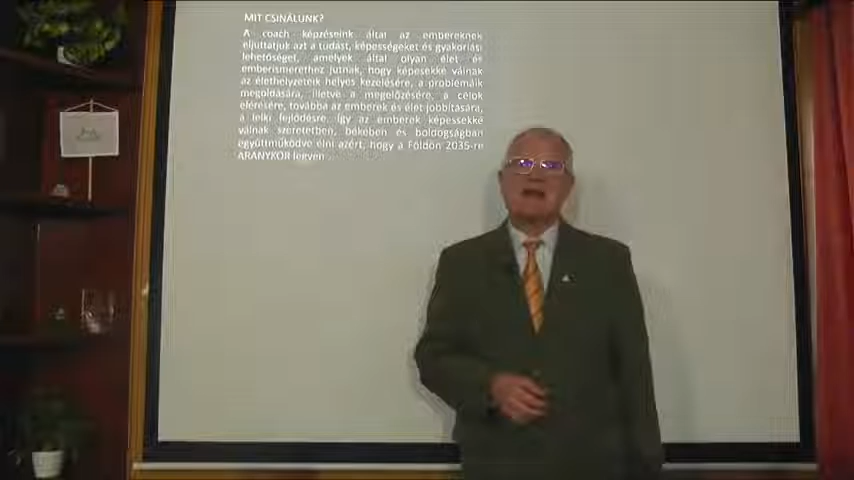 MIT CSINÁLUNK?
A coach képzéseink által az embereknek
eljuttatjuk azt a tudást, képességeket és gyakorlási
lehetőséget, amelyek által olyan élet és
emberismerethez jutnak, hogy képesekké válnak
az élethelyzeteik helyes kezelésére, a problémáik
megoldására, illetve a megelőzésére, a célok
elérésére, továbbá az emberek és élet jobbítására,
a lelki fejlődésre. Így az emberek képessekké
válnak szeretetben, békében és boldogságban
együttműködve élni azért, hogy a Földön 2035-re
ARANYKOR legyen